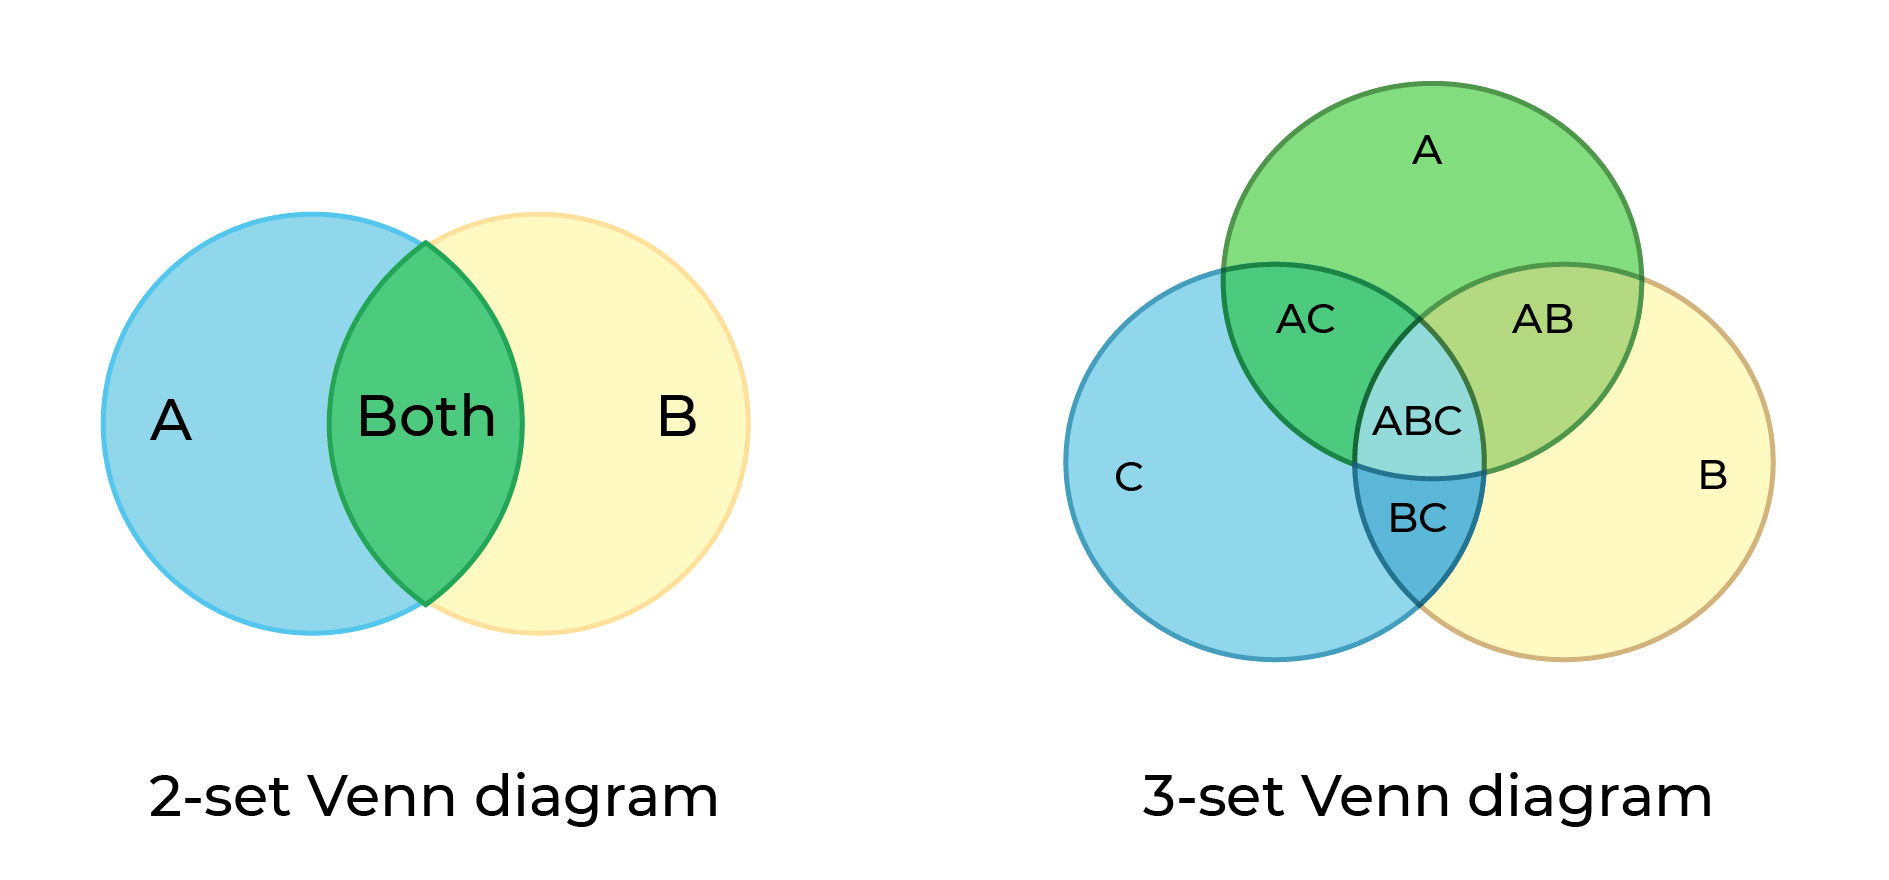 A
Both
B
2-set Venn diagram
A
AC
AB
ABC
C
B
BC
3-set Venn diagram